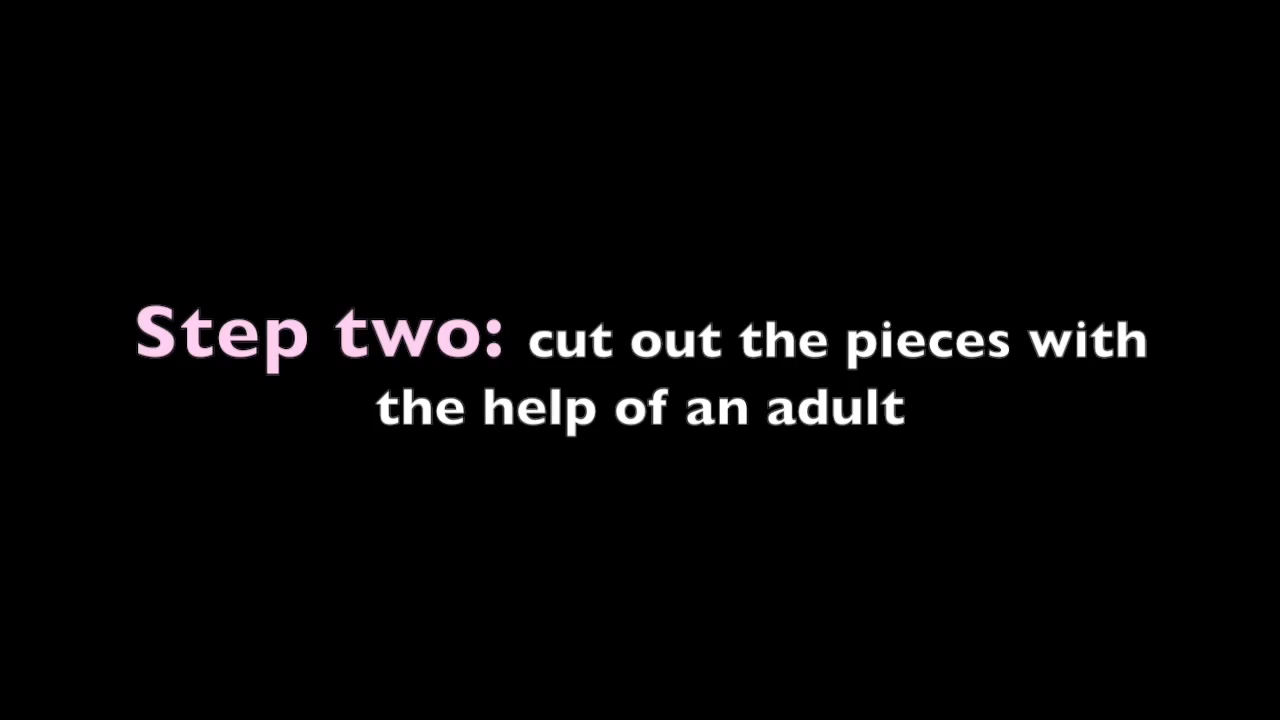 Step two: cut out the pieces with
the help of an adult